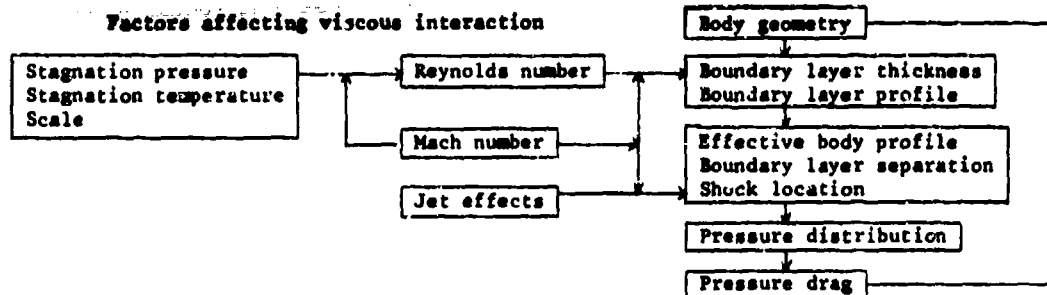 Factors affecting viscous interaction
Body geometry
Stagnation pressure
Stagnation temperature
Scale
Reynolds number
Boundary layer thickness
Boundary layer profile
Mach number
Effective body profile
Boundary layer separation
Shock location
Jet effects
Pressure distribution
Pressure drag